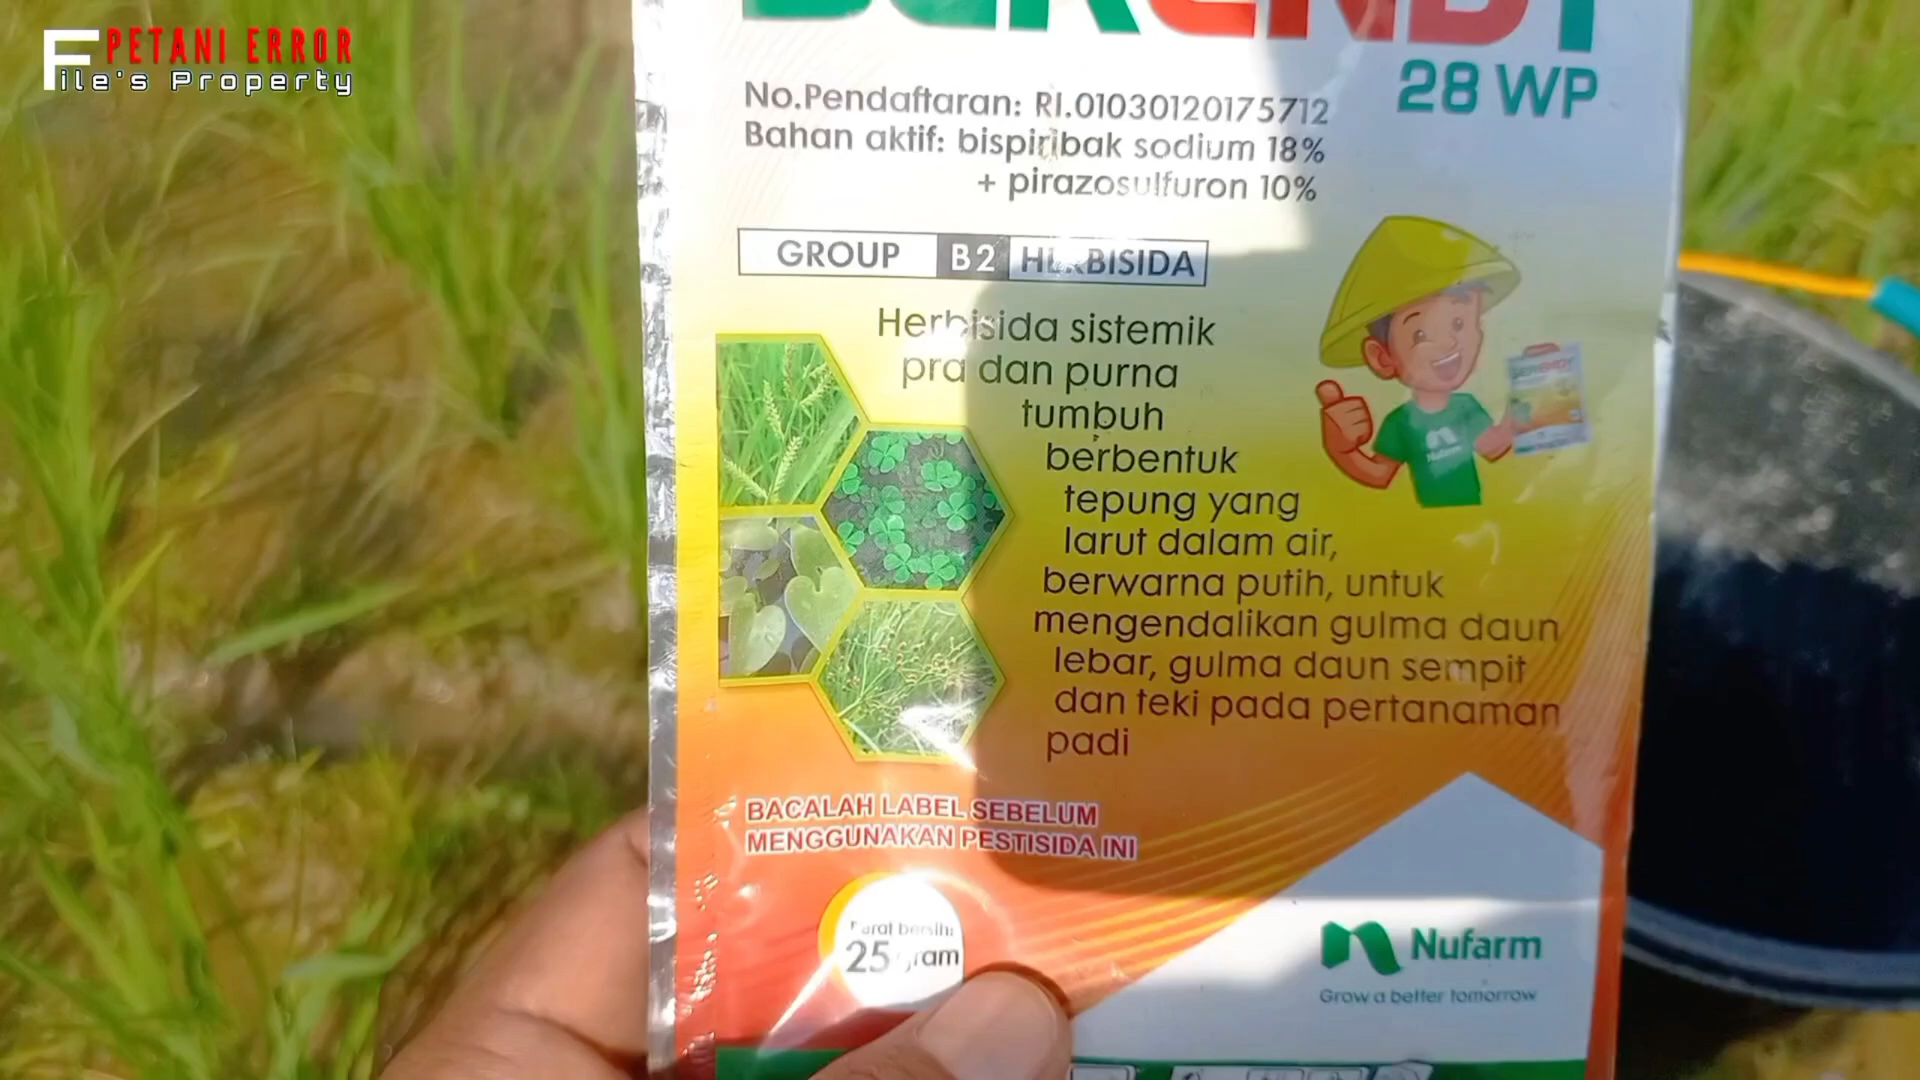 PETANI ERROR
File's Property
28 WP
No.Pendaftaran: RI.01030120175712
Bahan aktif: bispiribak sodium 18%
+ pirazosulfuron 10%
GROUP B2 HERBISIDA
Herbisida sistemik
pra dan purna
tumbuh
berbentuk
tepung yang
larut dalam air,
berwarna putih, untuk
mengendalikan gulma daun
lebar, gulma daun sempit
dan teki pada pertanaman
padi
BACALAH LABEL SEBELUM
MENGGUNAKAN PESTISIDA INI
bersih:
25 gram
Nufarm
Grow a better tomorrow